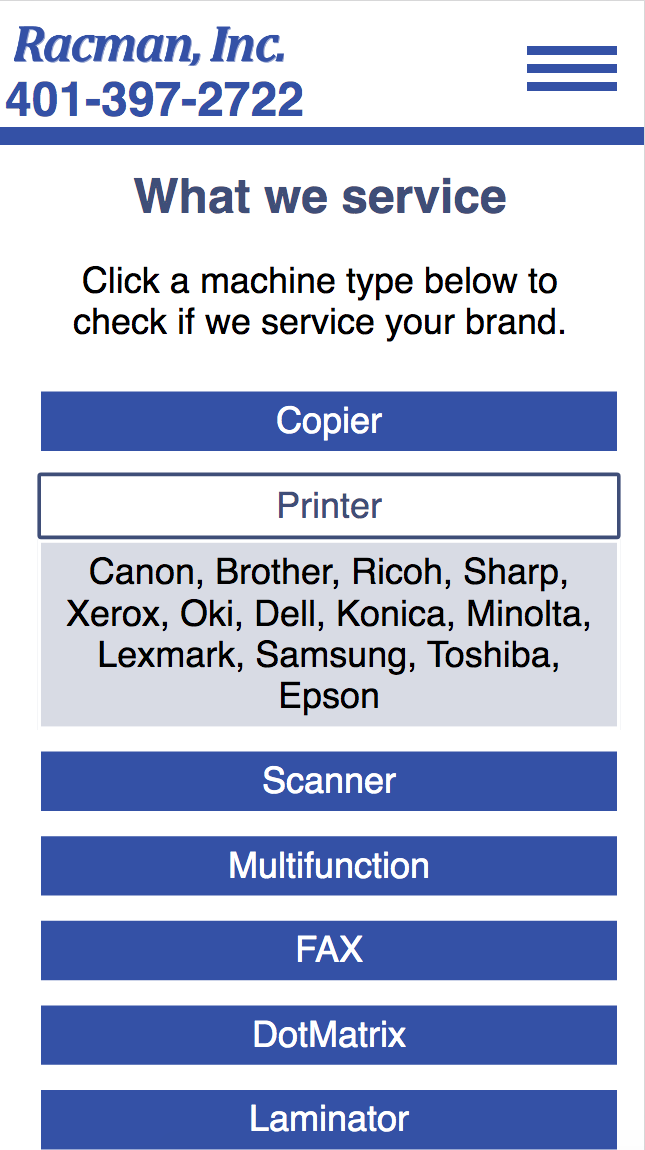 Racman, Inc.
401-397-2722
What we service
Click a machine type below to
check if we service your brand.
Copier
Printer
Canon, Brother, Ricoh, Sharp,
Xerox, Oki, Dell, Konica, Minolta,
Lexmark, Samsung, Toshiba,
Epson
Scanner
Multifunction
FAX
DotMatrix
Laminator